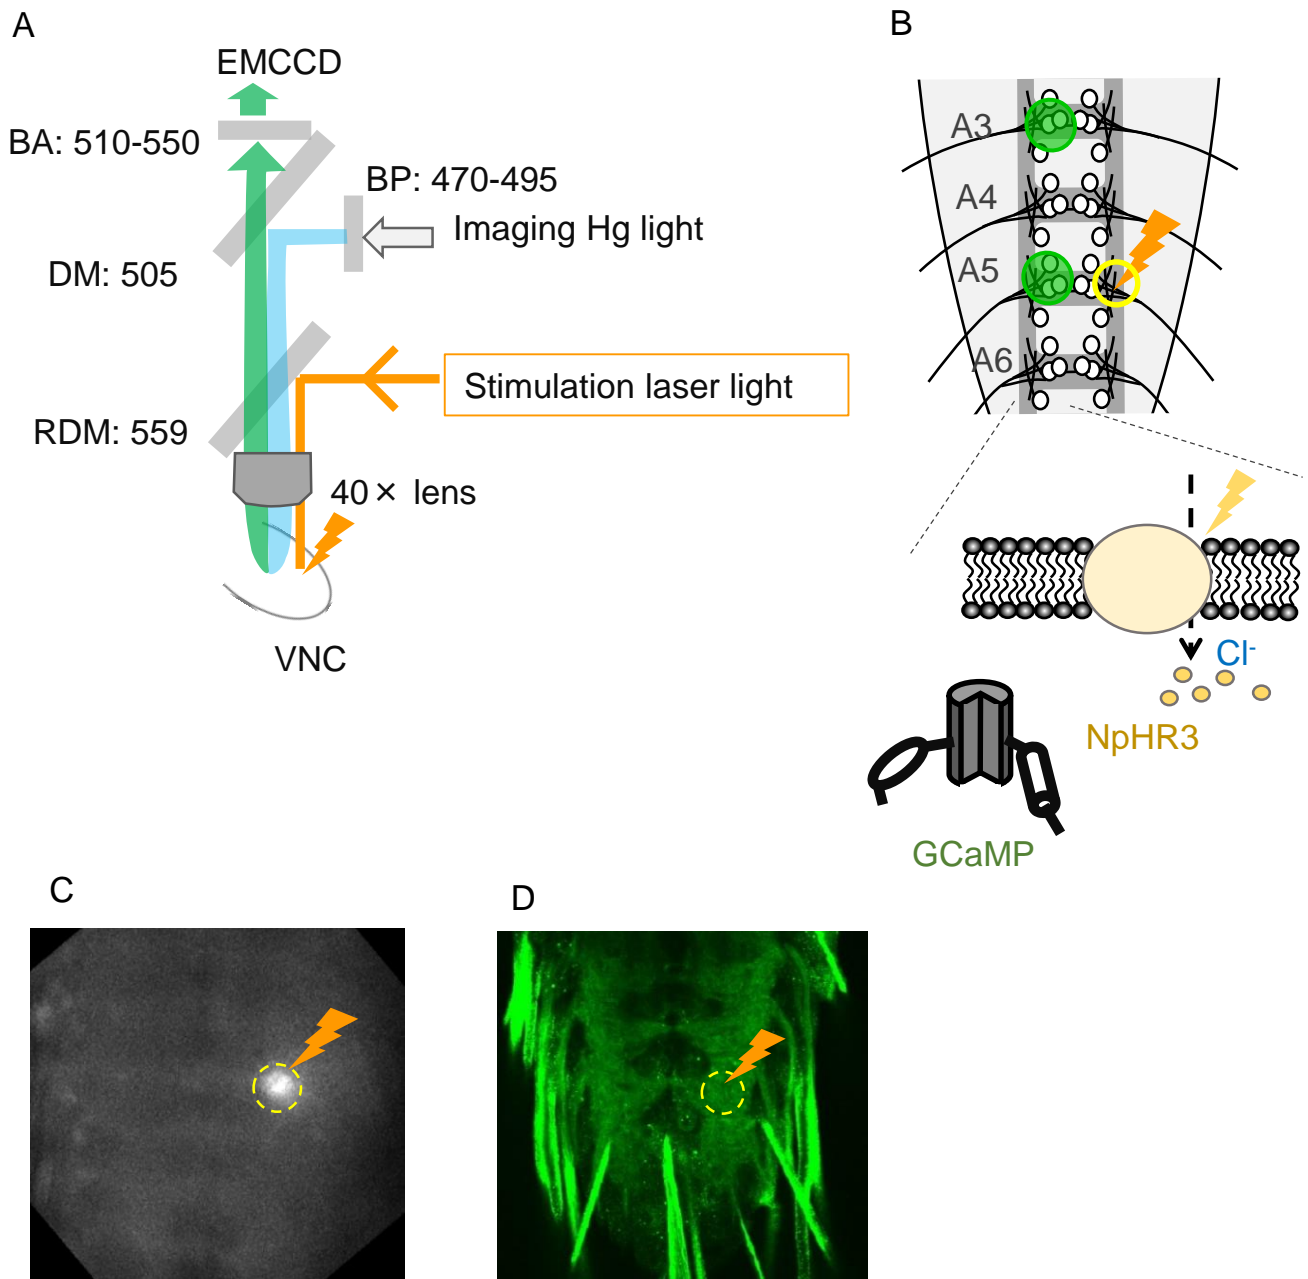 A
EMCCD
BA: 510-550
BP: 470-495
Imaging Hg light
DM: 505
Stimulation laser light
RDM: 559
40× lens
VNC
B
A3
A4
A5
A6
Cl-
NpHR3
GCaMP
C
D